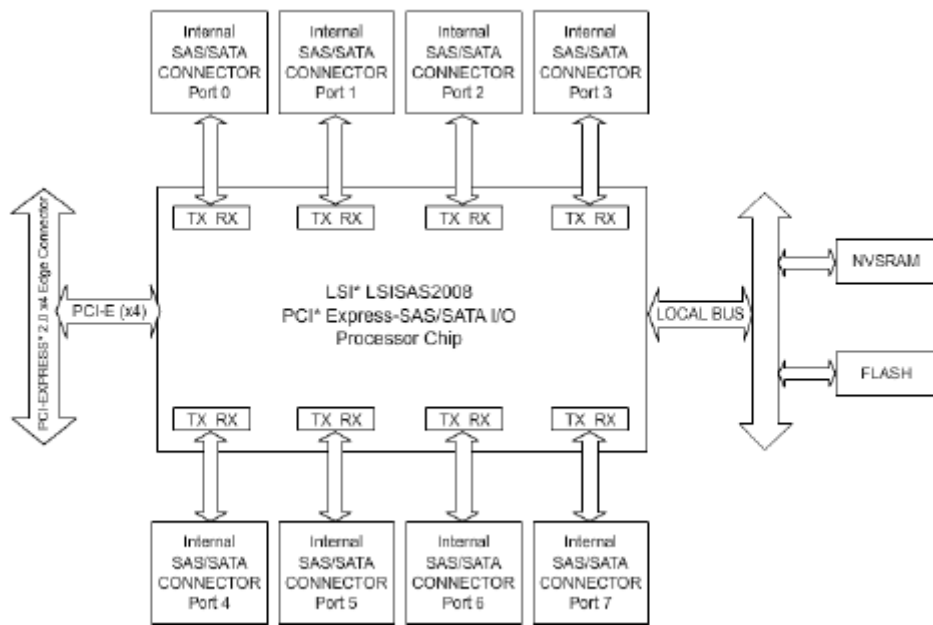 Internal
SAS/SATA
CONNECTOR
Port 0
Internal
SAS/SATA
CONNECTOR
Port 1
Internal
SAS/SATA
CONNECTOR
Port 2
Internal
SAS/SATA
CONNECTOR
Port 3
TX RX
TX RX
TX RX
TX RX
PCI-EXPRESS* 2.0 x4 Edge Connector
PCI-E (x4)
LSI* LSISAS2008
PCI* Express-SAS/SATA I/O
Processor Chip
LOCAL BUS
NVSRAM
FLASH
TX RX
TX RX
TX RX
TX RX
Internal
SAS/SATA
CONNECTOR
Port 4
Internal
SAS/SATA
CONNECTOR
Port 5
Internal
SAS/SATA
CONNECTOR
Port 6
Internal
SAS/SATA
CONNECTOR
Port 7